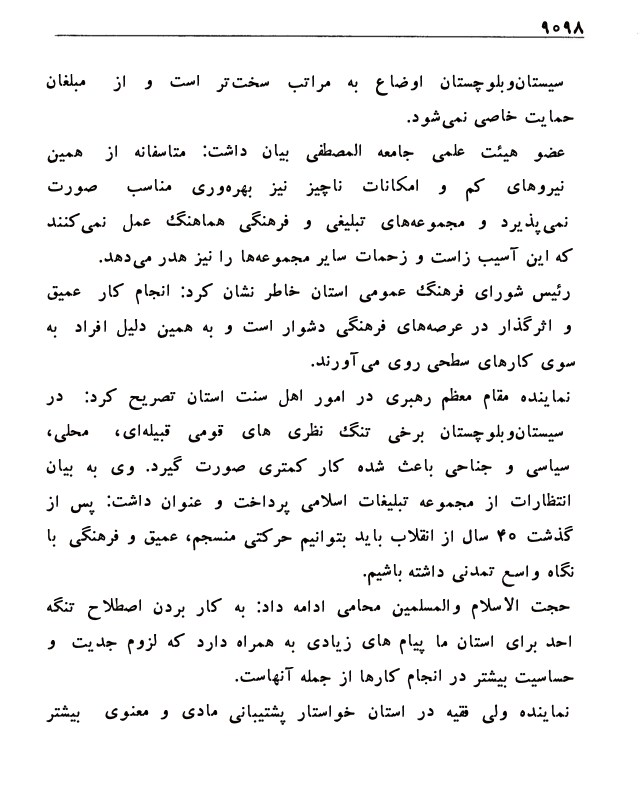 ۹۰۹۸
سیستان‌وبلوچستان اوضاع به مراتب سخت‌تر است و از مبلغان
حمایت خاصی نمی‌شود.
عضو هیئت علمی جامعه المصطفی بیان داشت: متاسفانه از همین
نیروهای کم و امکانات ناچیز نیز بهره‌وری مناسب صورت
نمی‌پذیرد و مجموعه‌های تبلیغی و فرهنگی هماهنگ عمل نمی‌کنند
که این آسیب زاست و زحمات سایر مجموعه‌ها را نیز هدر می‌دهد.
رئیس شورای فرهنگ عمومی استان خاطر نشان کرد: انجام کار عمیق
و اثرگذار در عرصه‌های فرهنگی دشوار است و به همین دلیل افراد به
سوی کارهای سطحی روی می‌آورند.
نماینده مقام معظم رهبری در امور اهل سنت استان تصریح کرد: در
سیستان‌وبلوچستان برخی تنگ نظری های قومی قبیله‌ای، محلی،
سیاسی و جناحی باعث شده کار کمتری صورت گیرد. وی به بیان
انتظارات از مجموعه تبلیغات اسلامی پرداخت و عنوان داشت: پس از
گذشت ۴۰ سال از انقلاب باید بتوانیم حرکتی منسجم، عمیق و فرهنگی با
نگاه واسع تمدنی داشته باشیم.
حجت الاسلام والمسلمین محامی ادامه داد: به کار بردن اصطلاح تنگه
احد برای استان ما پیام های زیادی به همراه دارد که لزوم جدیت و
حساسیت بیشتر در انجام کارها از جمله آنهاست.
نماینده ولی فقیه در استان خواستار پشتیبانی مادی و معنوی بیشتر